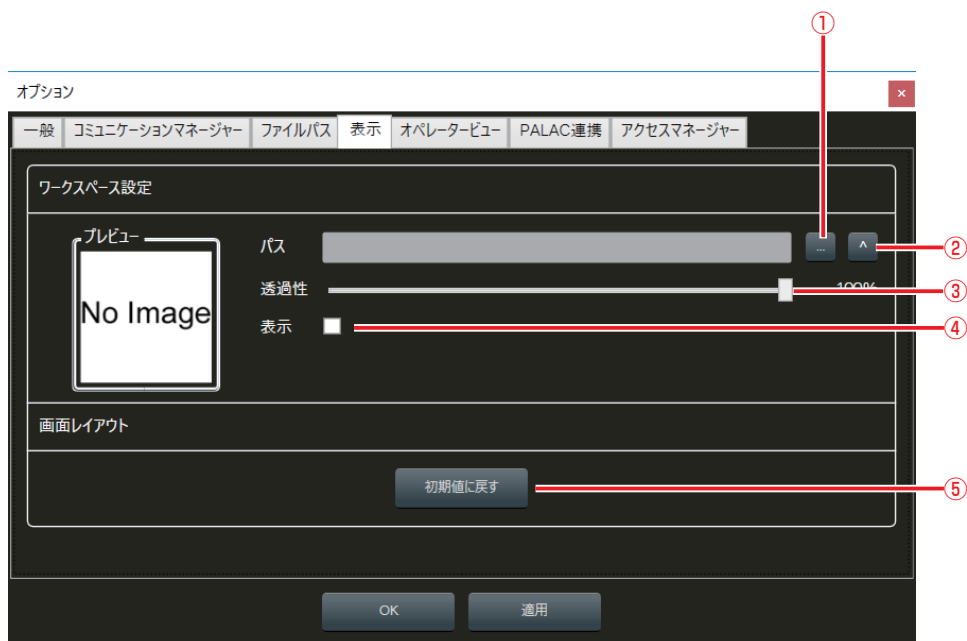 ①
オプション ×
一般 コミュニケーションマネージャー ファイルパス 表示 オペレータービュー PALAC連携 アクセスマネージャー
ワークスペース設定
プレビュー
No Image
パス ... ^ ②
透過性 100% ③
表示 ④
画面レイアウト
初期値に戻す ⑤
OK 適用